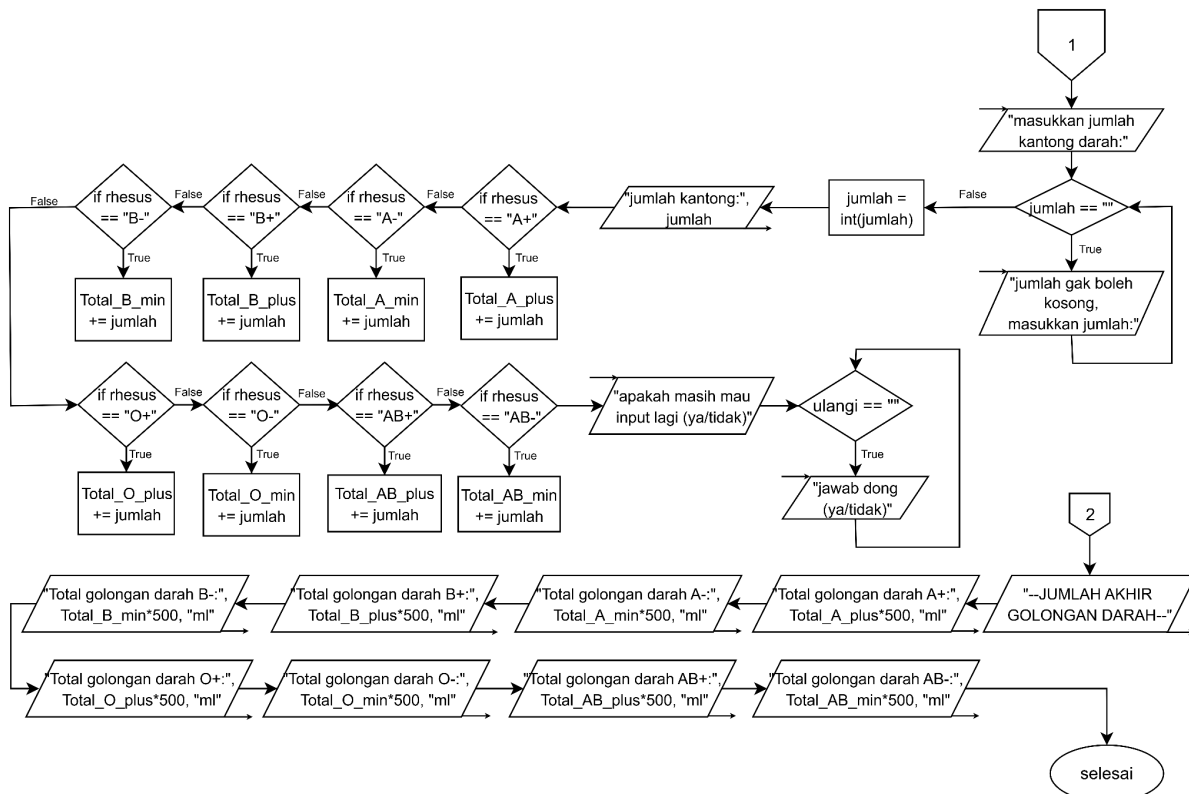 1
"masukkan jumlah
kantong darah:"
jumlah == ""
False
True
"jumlah gak boleh
kosong,
masukkan jumlah:"
jumlah =
int(jumlah)
"jumlah kantong:",
jumlah
if rhesus
== "A+"
False
True
Total_A_plus
+= jumlah
if rhesus
== "A-"
False
True
Total_A_min
+= jumlah
if rhesus
== "B+"
False
True
Total_B_plus
+= jumlah
if rhesus
== "B-"
False
True
Total_B_min
+= jumlah
if rhesus
== "O+"
False
True
Total_O_plus
+= jumlah
if rhesus
== "O-"
False
True
Total_O_min
+= jumlah
if rhesus
== "AB+"
False
True
Total_AB_plus
+= jumlah
if rhesus
== "AB-"
True
Total_AB_min
+= jumlah
"apakah masih mau
input lagi (ya/tidak)"
ulangi == ""
True
"jawab dong
(ya/tidak)"
2
"--JUMLAH AKHIR
GOLONGAN DARAH--"
"Total golongan darah A+:",
Total_A_plus*500, "ml"
"Total golongan darah A-:",
Total_A_min*500, "ml"
"Total golongan darah B+:",
Total_B_plus*500, "ml"
"Total golongan darah B-:",
Total_B_min*500, "ml"
"Total golongan darah O+:",
Total_O_plus*500, "ml"
"Total golongan darah O-:",
Total_O_min*500, "ml"
"Total golongan darah AB+:",
Total_AB_plus*500, "ml"
"Total golongan darah AB-:",
Total_AB_min*500, "ml"
selesai